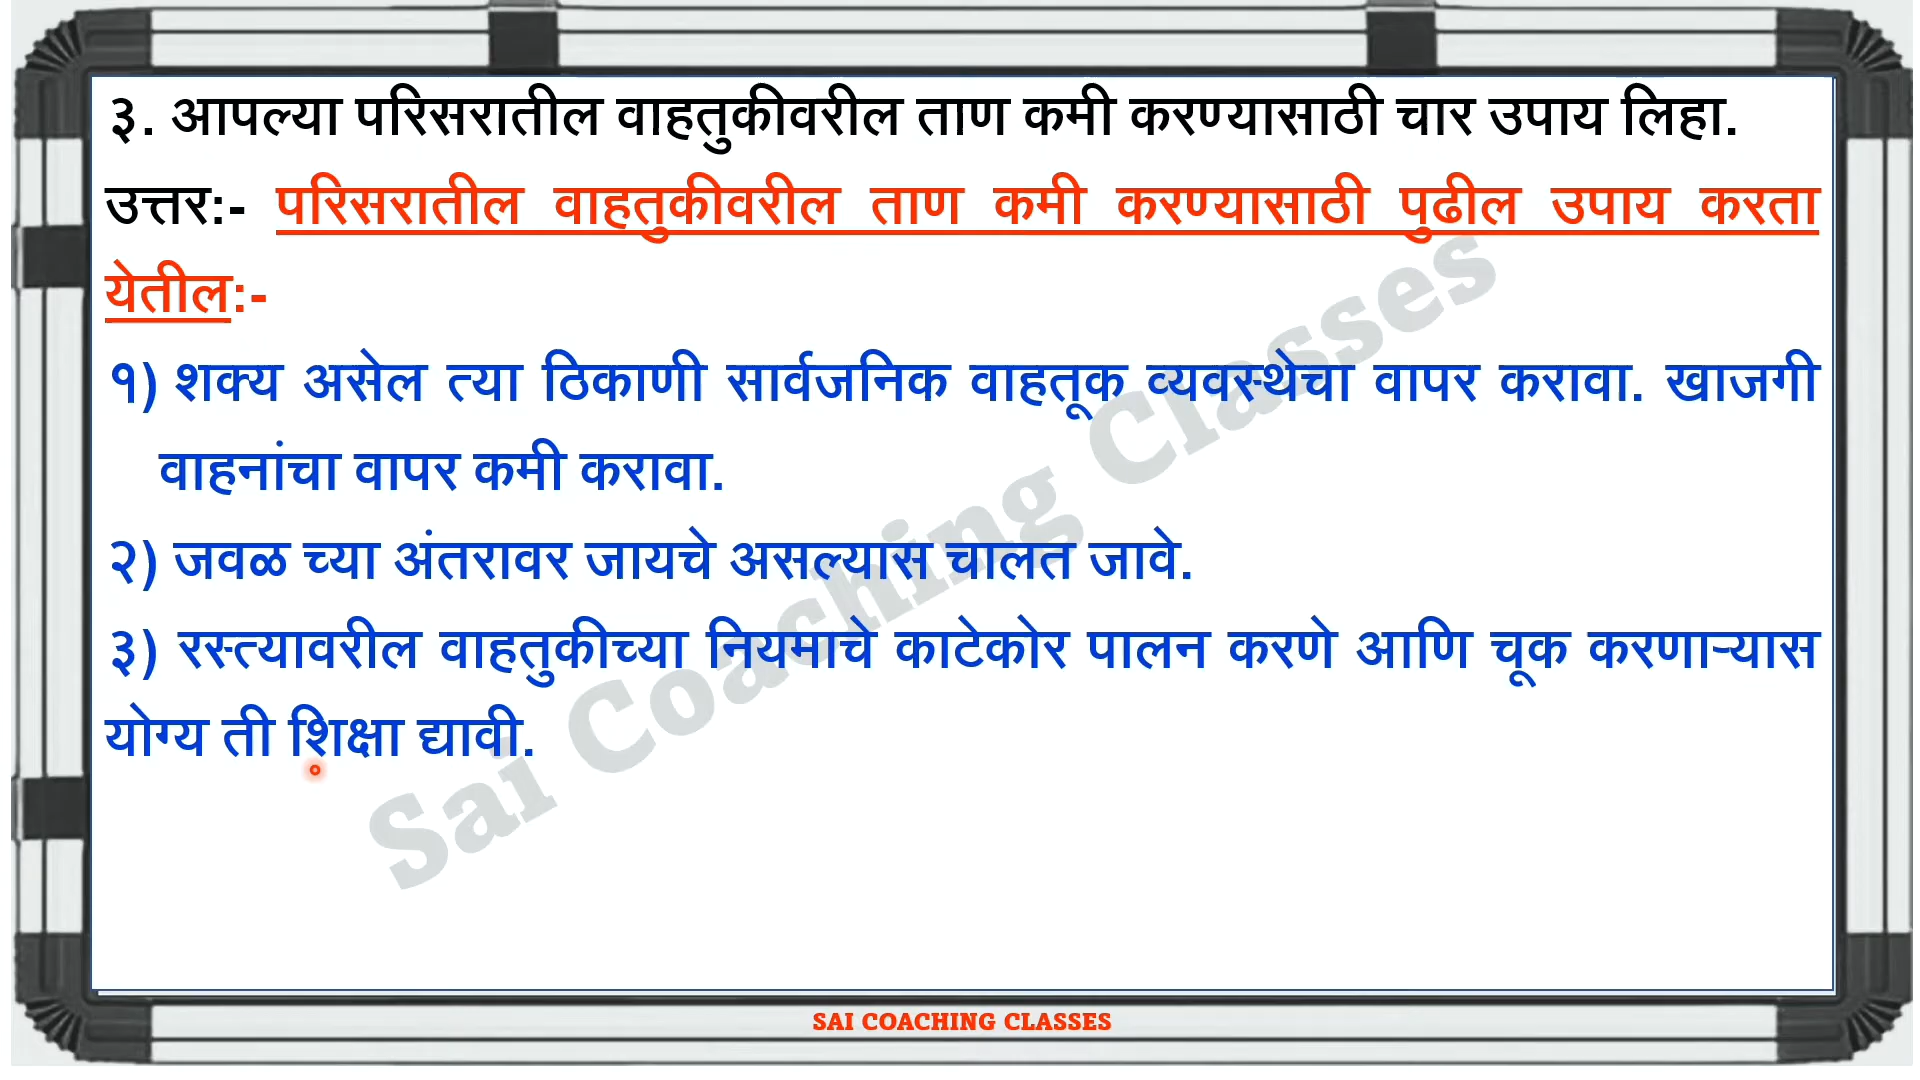 ३. आपल्या परिसरातील वाहतुकीवरील ताण कमी करण्यासाठी चार उपाय लिहा.
उत्तर:- परिसरातील वाहतुकीवरील ताण कमी करण्यासाठी पुढील उपाय करता
येतील:-
१) शक्य असेल त्या ठिकाणी सार्वजनिक वाहतूक व्यवस्थेचा वापर करावा. खाजगी
वाहनांचा वापर कमी करावा.
२) जवळ च्या अंतरावर जायचे असल्यास चालत जावे.
३) रस्त्यावरील वाहतुकीच्या नियमाचे काटेकोर पालन करणे आणि चूक करणाऱ्यास
योग्य ती शिक्षा द्यावी.
Sai Coaching Classes
SAI COACHING CLASSES